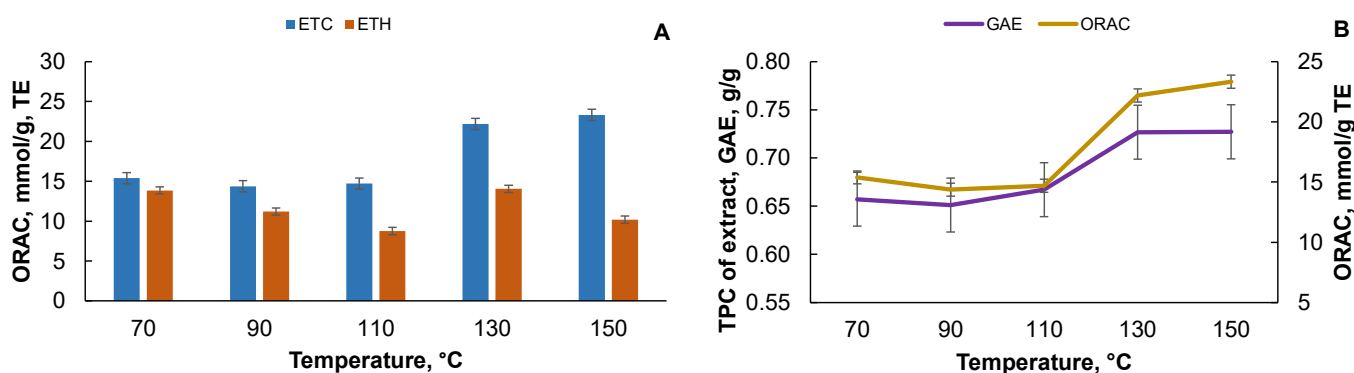 ETC ETH
A
ORAC, mmol/g, TE
30
25
20
15
10
5
0
70 90 110 130 150
Temperature, °C
GAE ORAC
B
TPC of extract, GAE, g/g
0.80
0.75
0.70
0.65
0.60
0.55
25
20
15
10
5
ORAC, mmol/g TE
70 90 110 130 150
Temperature, °C